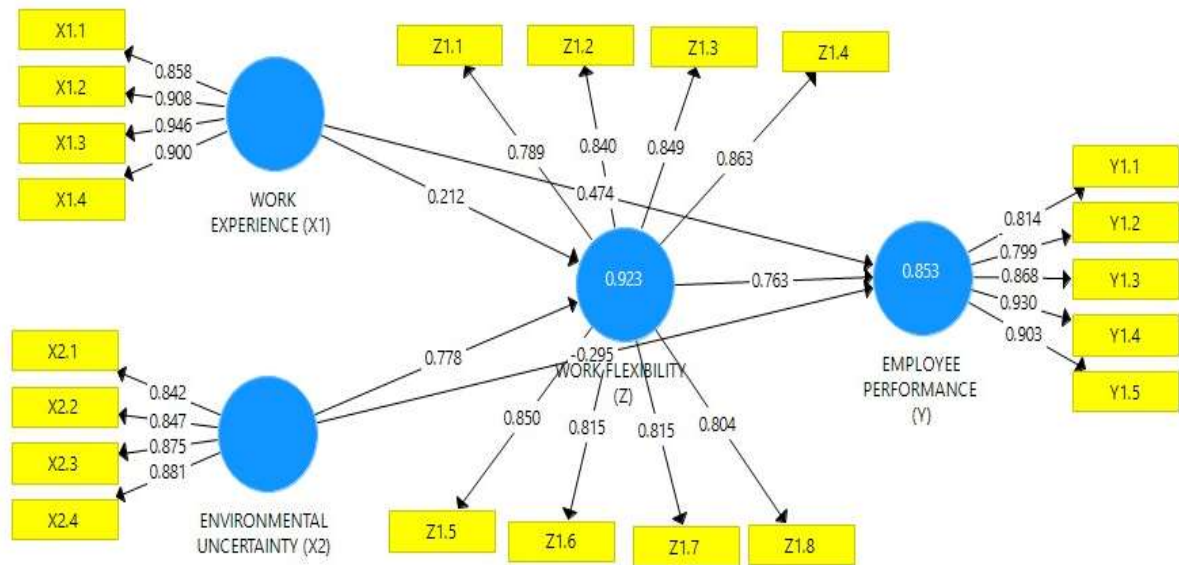 X1.1
X1.2
X1.3
X1.4
0.858
0.908
0.946
0.900
WORK
EXPERIENCE (X1)
Z1.1
Z1.2
Z1.3
Z1.4
0.789
0.840
0.849
0.863
0.212
0.474
0.923
0.763
0.853
0.778
-0.295
WORK FLEXIBILITY
(Z)
EMPLOYEE
PERFORMANCE
(Y)
Y1.1
Y1.2
Y1.3
Y1.4
Y1.5
0.814
0.799
0.868
0.930
0.903
X2.1
X2.2
X2.3
X2.4
0.842
0.847
0.875
0.881
ENVIRONMENTAL
UNCERTAINTY (X2)
0.850
0.815
0.815
0.804
Z1.5
Z1.6
Z1.7
Z1.8